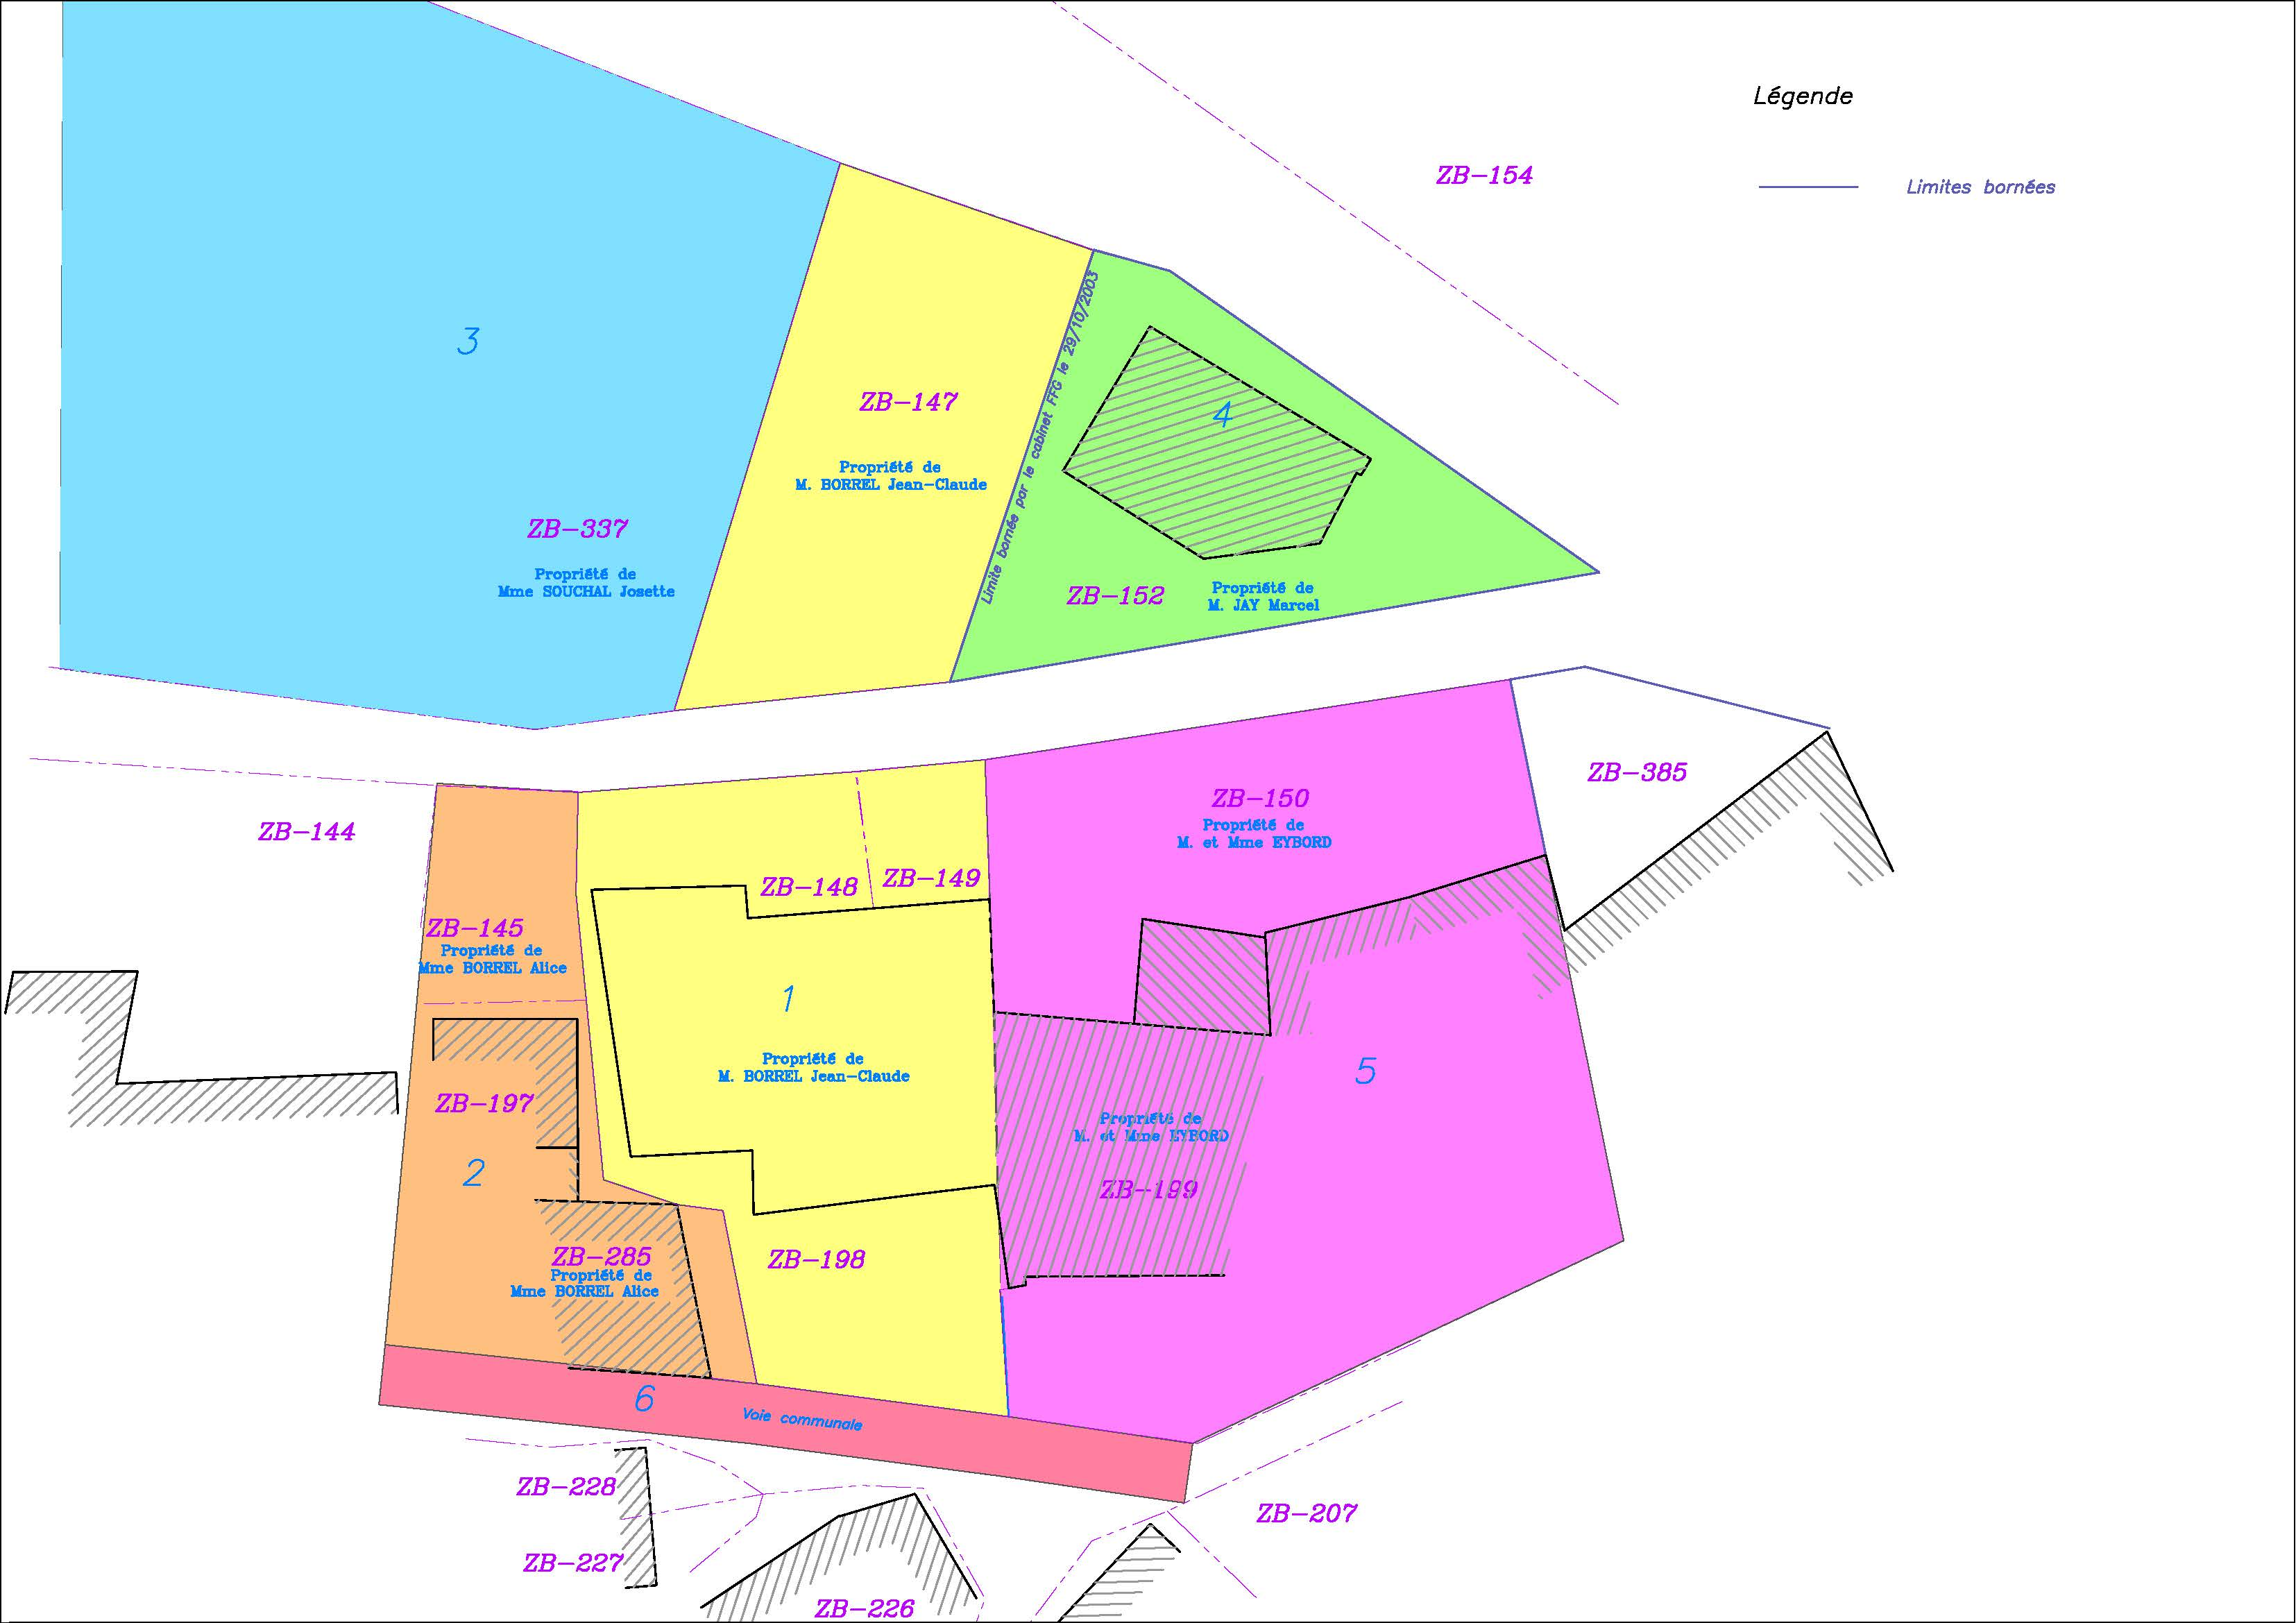 Légende
ZB-154
Limites bornées
3
ZB-147
Propriété de
M. BORREL Jean-Claude
Limite bornée par le cabinet FFG le 29/10/2003
4
ZB-337
Propriété de
Mme SOUCHAL Josette
ZB-152
Propriété de
M. JAY Marcel
ZB-385
ZB-150
Propriété de
M. et Mme EYBORD
ZB-144
ZB-148
ZB-149
ZB-145
Propriété de
Mme BORREL Alice
1
Propriété de
M. BORREL Jean-Claude
5
ZB-197
Propriété de
M. et Mme EYBORD
2
ZB-199
ZB-285
Propriété de
Mme BORREL Alice
ZB-198
6
Voie communale
ZB-228
ZB-207
ZB-227
ZB-226